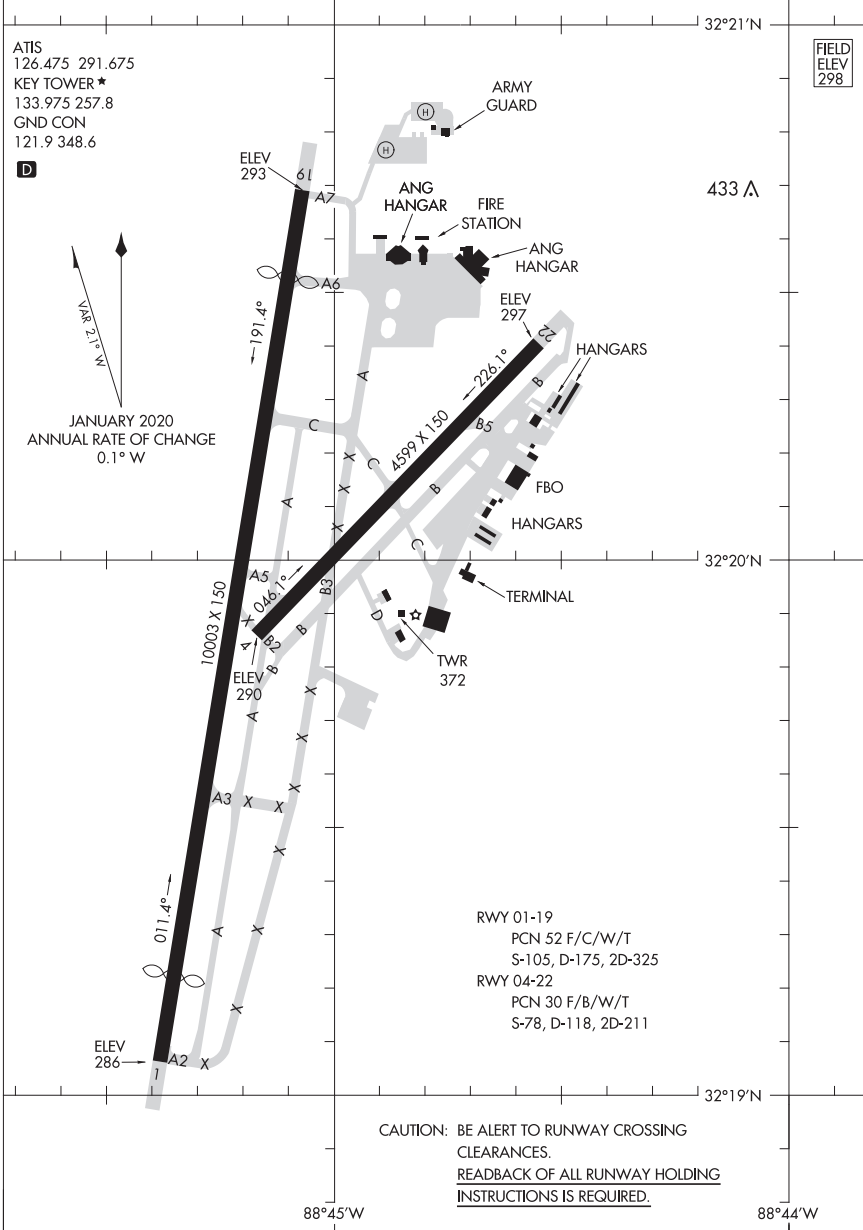 32°21'N
ATIS
126.475 291.675
KEY TOWER★
133.975 257.8
GND CON
121.9 348.6
D
FIELD
ELEV
298
ARMY
GUARD
H
H
ELEV
293
19
A7
433
ANG
HANGAR
FIRE
STATION
ANG
HANGAR
A6
ELEV
297
22
VAR 2.1° W
191.4°
226.1°
HANGARS
JANUARY 2020
ANNUAL RATE OF CHANGE
0.1° W
A
B
C
4599 X 150
B5
C
X
X
B
FBO
A
X
HANGARS
C
32°20'N
A5
046.1°
B3
TERMINAL
10003 X 150
X
4
B2
B
B
D
ELEV
290
TWR
372
A
X
X
A3
X
X
X
X
011.4°
A
X
X
RWY 01-19
PCN 52 F/C/W/T
S-105, D-175, 2D-325
RWY 04-22
PCN 30 F/B/W/T
S-78, D-118, 2D-211
ELEV
286
A2
X
1
32°19'N
CAUTION: BE ALERT TO RUNWAY CROSSING
CLEARANCES.
READBACK OF ALL RUNWAY HOLDING
INSTRUCTIONS IS REQUIRED.
88°45'W
88°44'W